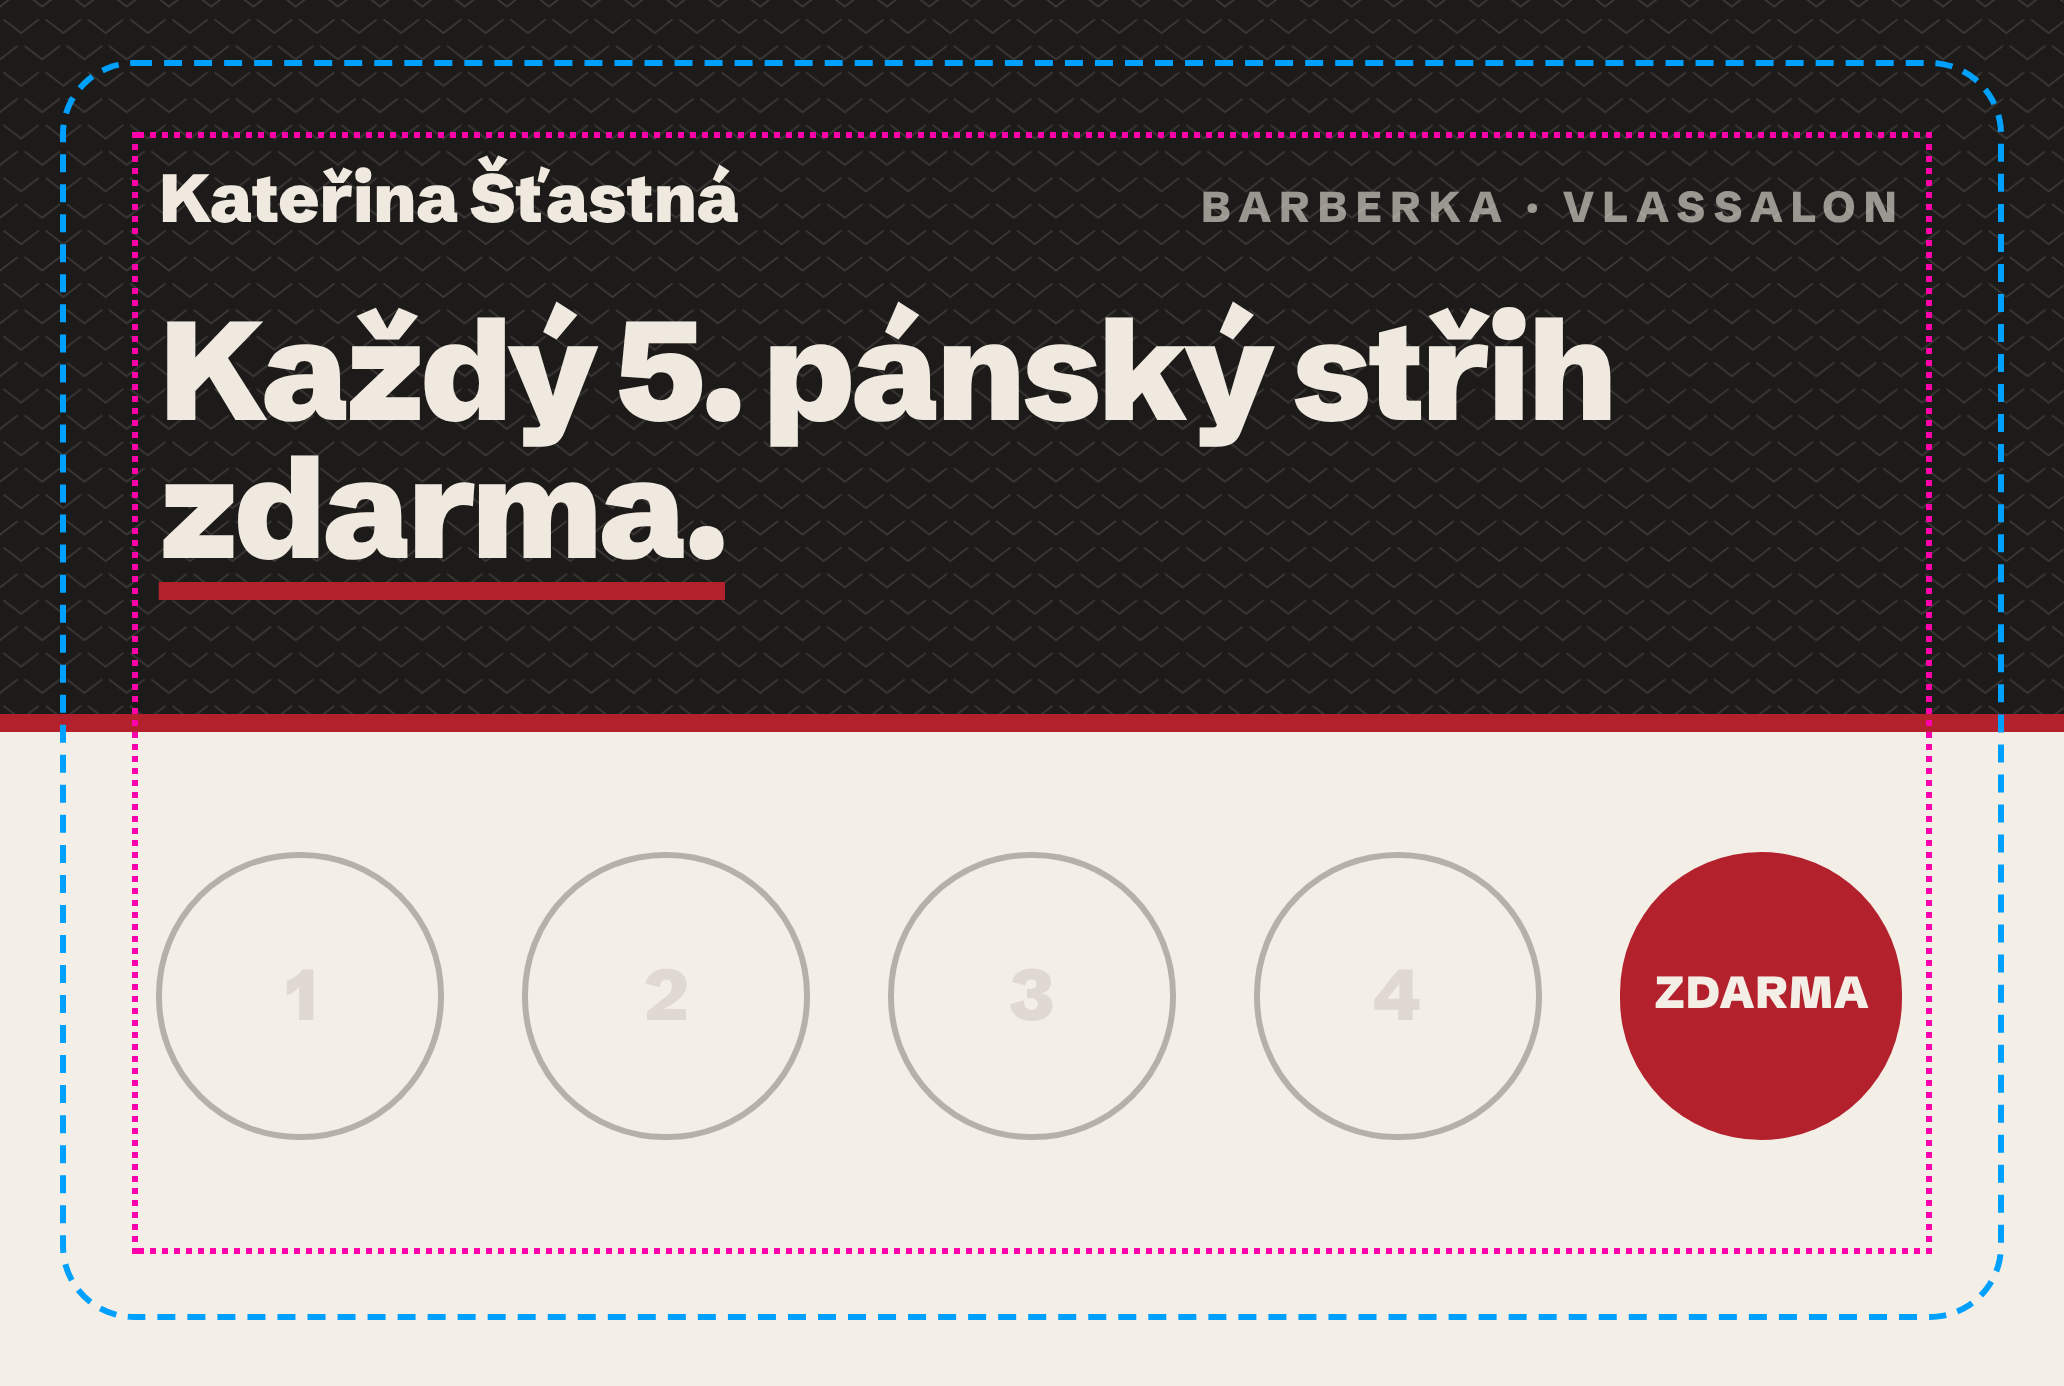 Kateřina Šťastná
BARBERKA · VLASSALON
Každý 5. pánský střih
zdarma.
1 2 3 4 ZDARMA